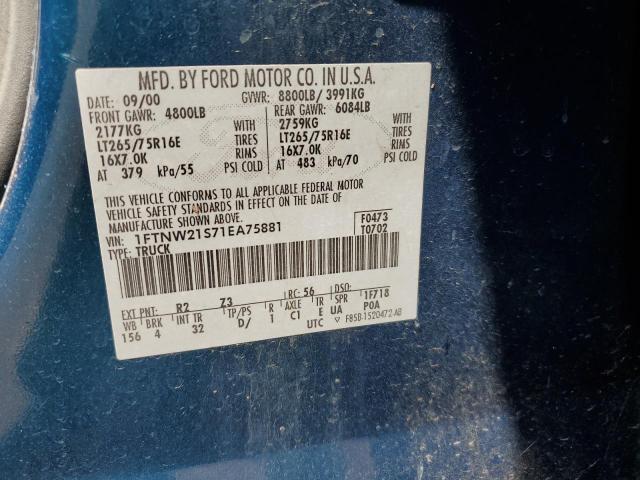 MFD. BY FORD MOTOR CO. IN U.S.A.
DATE: 09/00 GVWR: 8800LB/3991KG
FRONT GAWR: 4800LB REAR GAWR: 6084LB
2177KG WITH 2759KG WITH
LT265/75R16E TIRES LT265/75R16E TIRES
16X7.0K RIMS 16X7.0K RIMS
AT 379 kPa/55 PSI COLD AT 483 kPa/70 PSI COLD
THIS VEHICLE CONFORMS TO ALL APPLICABLE FEDERAL MOTOR
VEHICLE SAFETY STANDARDS IN EFFECT ON THE DATE OF
MANUFACTURE SHOWN ABOVE.
VIN: 1FTNW21S71EA75881 F0473
TYPE: TRUCK T0702
EXT PNT: R2 Z3 RC: 56 DSO:
WB BRK INT TR TP/PS R AXLE TR SPR 1F718
156 4 32 D/ 1 C1 E UA P0A
UTC F85B-1520472-AB